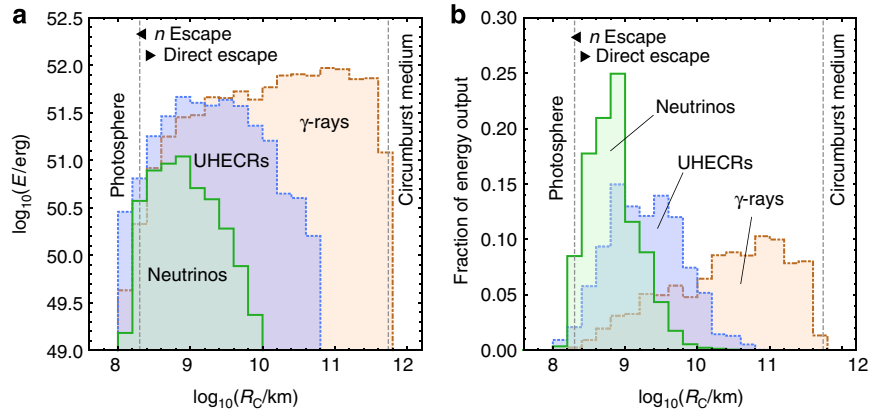 a
◄ n Escape
► Direct escape
Photosphere
Circumburst medium
γ-rays
UHECRs
Neutrinos
log10(E/erg)
52.5
52.0
51.5
51.0
50.5
50.0
49.5
49.0
8
9
10
11
12
log10(RC/km)
b
◄ n Escape
► Direct escape
Photosphere
Circumburst medium
Neutrinos
UHECRs
γ-rays
Fraction of energy output
0.30
0.25
0.20
0.15
0.10
0.05
0.00
8
9
10
11
12
log10(RC/km)